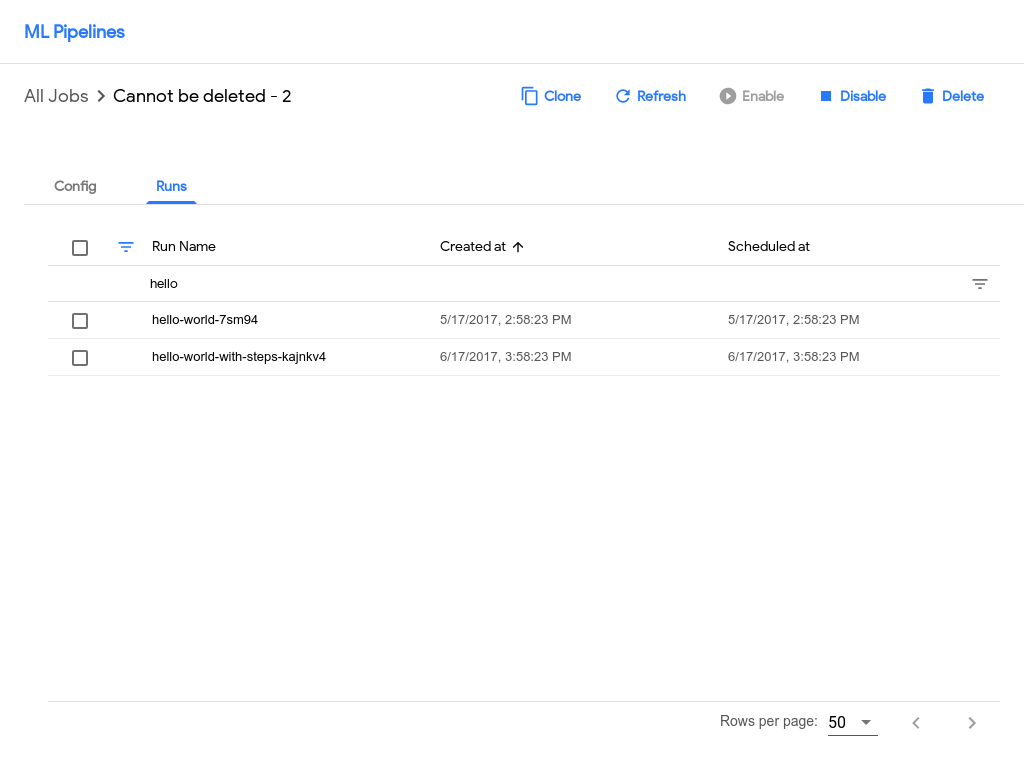 ML Pipelines
All Jobs Cannot be deleted - 2 Clone Refresh Enable Disable Delete
Config Runs
Run Name Created at Scheduled at
hello
hello-world-7sm94 5/17/2017, 2:58:23 PM 5/17/2017, 2:58:23 PM
hello-world-with-steps-kajnkv4 6/17/2017, 3:58:23 PM 6/17/2017, 3:58:23 PM
Rows per page: 50